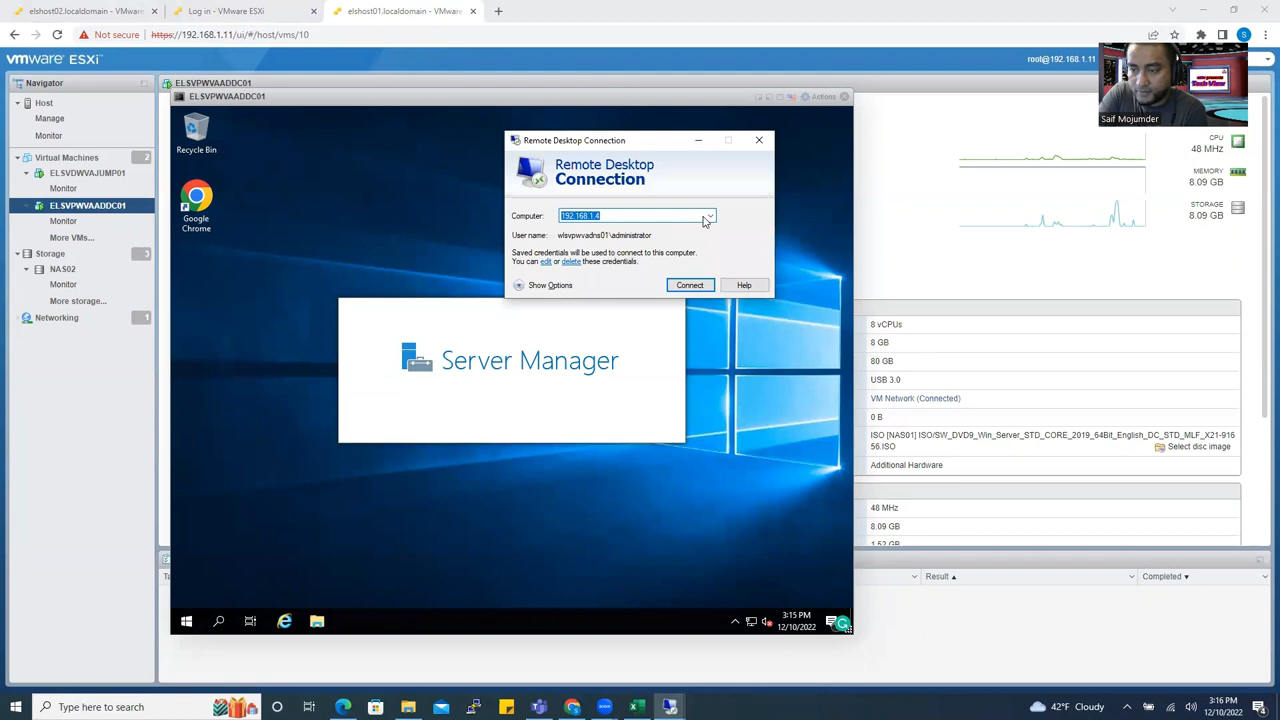 elshost02.localdomain - VMware E
Log in - VMware ESXi
elshost01.localdomain - VMware E
Not secure
https://192.168.1.11/ui/#/host/vms/10
S
vmware ESXi
root@192.168.1.11
Saif Mojumder
Navigator
Host
Manage
Monitor
Virtual Machines
2
ELSVDWVAJUMP01
Monitor
ELSVPWVAADDC01
Monitor
More VMs...
Storage
3
NAS02
Monitor
More storage...
Networking
1
ELSVPWVAADDC01
ELSVPWVAADDC01
Actions
Recycle Bin
Google
Chrome
Remote Desktop Connection
Remote Desktop
Connection
Computer:
192.168.1.4
User name:
wlsvpwvadns01\administrator
Saved credentials will be used to connect to this computer.
You can edit or delete these credentials.
Show Options
Connect
Help
Server Manager
3:15 PM
12/10/2022
CPU
48 MHz
MEMORY
8.09 GB
STORAGE
8.09 GB
8 vCPUs
8 GB
80 GB
USB 3.0
VM Network (Connected)
0 B
ISO [NAS01] ISO/SW_DVD9_Win_Server_STD_CORE_2019_64Bit_English_DC_STD_MLF_X21-916
56.ISO
Select disc image
Additional Hardware
48 MHz
8.09 GB
1.52 GB
Result
Completed
Type here to search
42°F Cloudy
3:16 PM
12/10/2022